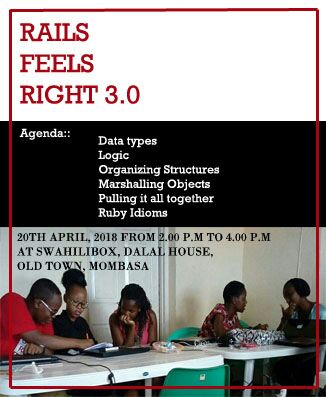 RAILS
FEELS
RIGHT 3.0
Agenda::
Data types
Logic
Organizing Structures
Marshalling Objects
Pulling it all together
Ruby Idioms
20TH APRIL, 2018 FROM 2.00 P.M TO 4.00 P.M
AT SWAHILIBOX, DALAL HOUSE,
OLD TOWN, MOMBASA